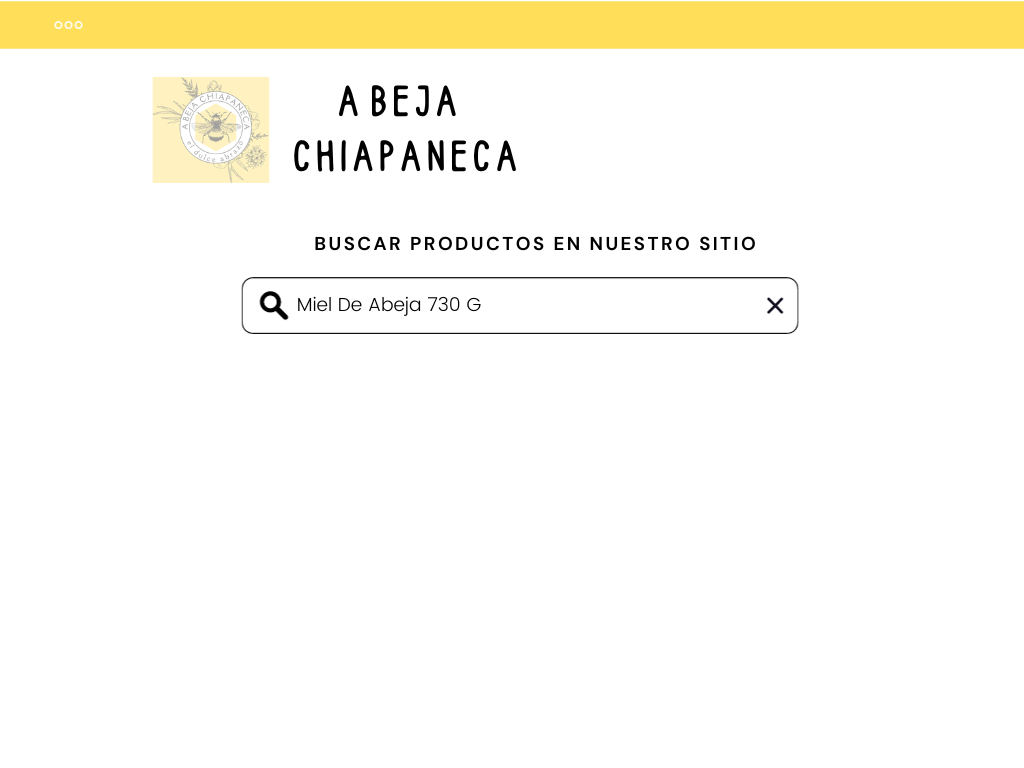 ABEJA CHIAPANECA
el dulce abrazo
ABEJA
CHIAPANECA
BUSCAR PRODUCTOS EN NUESTRO SITIO
Miel De Abeja 730 G